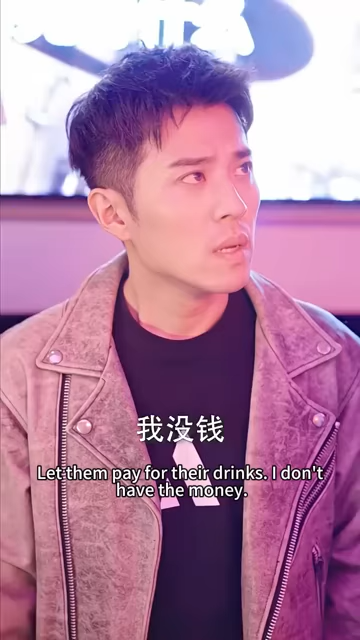 我没钱
Let them pay for their drinks. I don't
have the money.